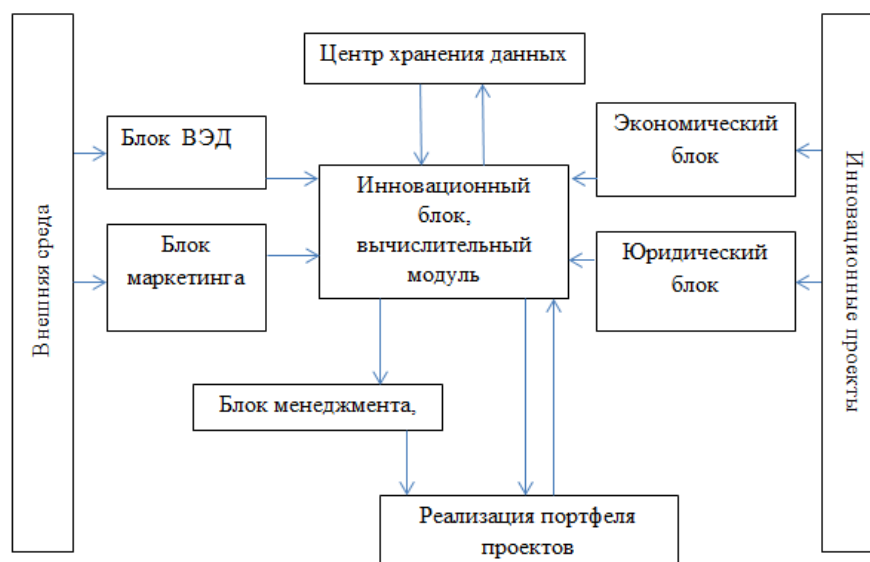 Внешняя среда
Центр хранения данных
Блок ВЭД
Блок
маркетинга
Инновационный
блок,
вычислительный
модуль
Экономический
блок
Юридический
блок
Инновационные проекты
Блок менеджмента,
Реализация портфеля
проектов